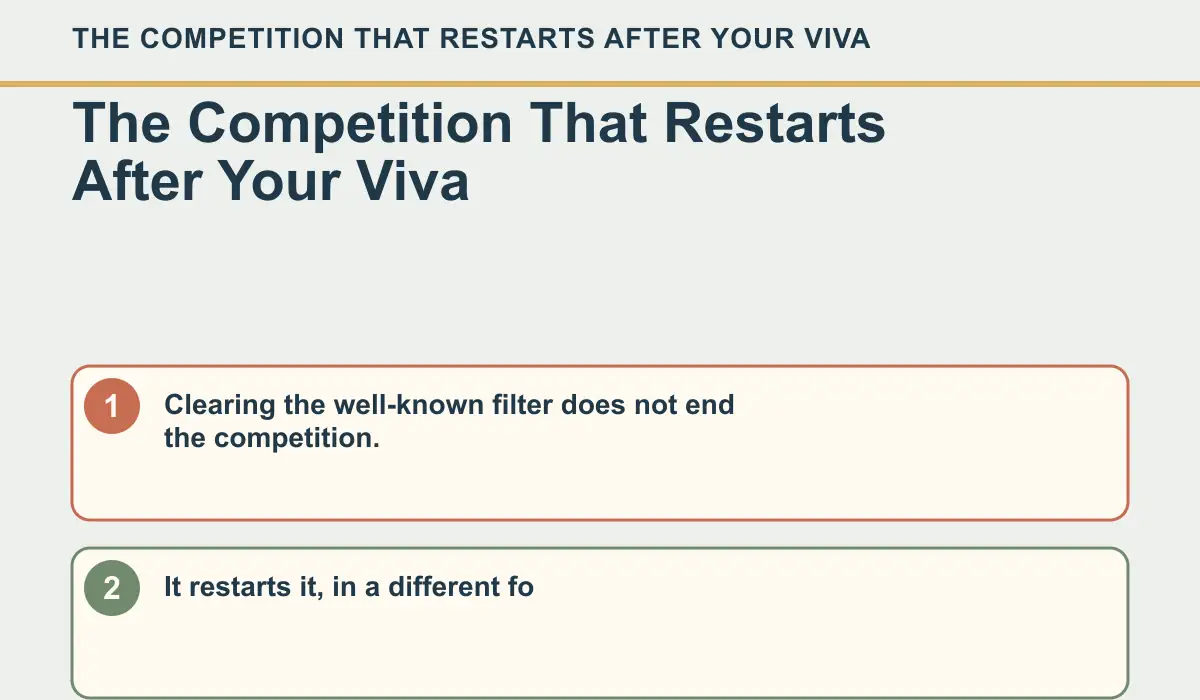 THE COMPETITION THAT RESTARTS AFTER YOUR VIVA
The Competition That Restarts
After Your Viva
1
Clearing the well-known filter does not end
the competition.
2
It restarts it, in a different fo